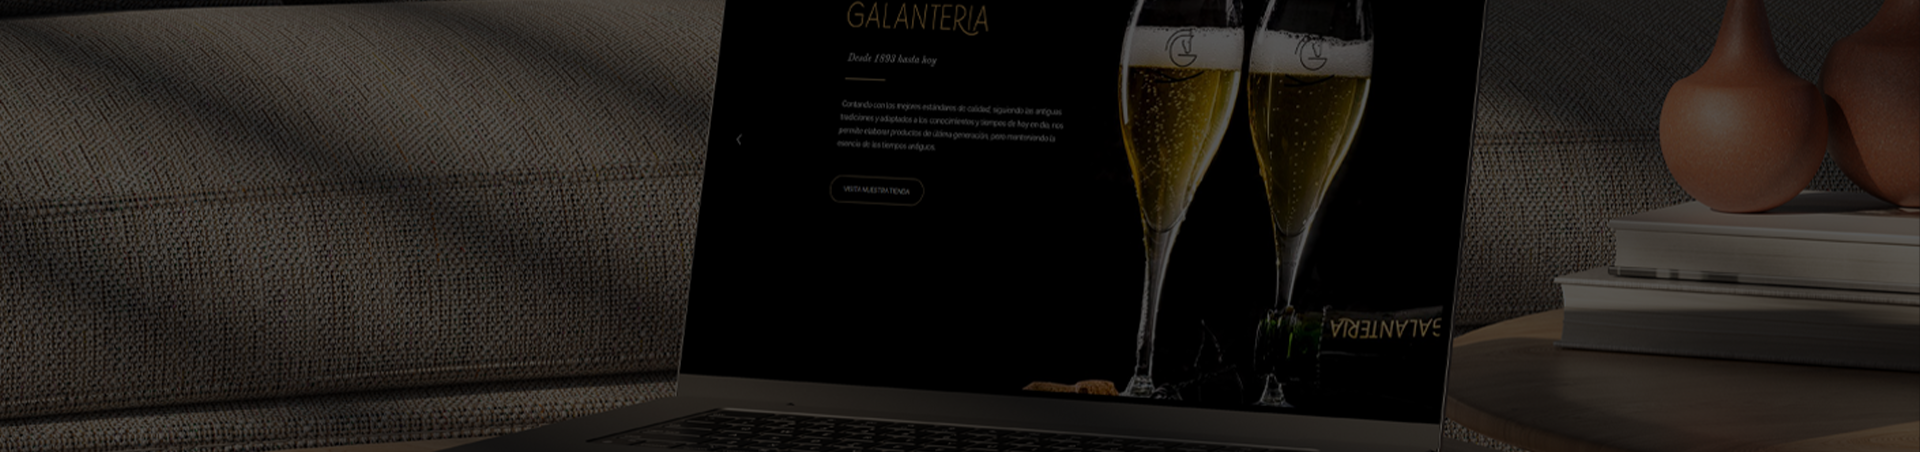 GALANTERIA
Desde 1893 hasta hoy
Contando con los mejores estándares de calidad, siguiendo las antiguas
tradiciones y adaptados a los conocimientos y tiempos de hoy en día, nos
permite elaborar productos de última generación, pero manteniendo la
esencia de los tiempos antiguos.
VISITA NUESTRA TIENDA
GALANTERIA